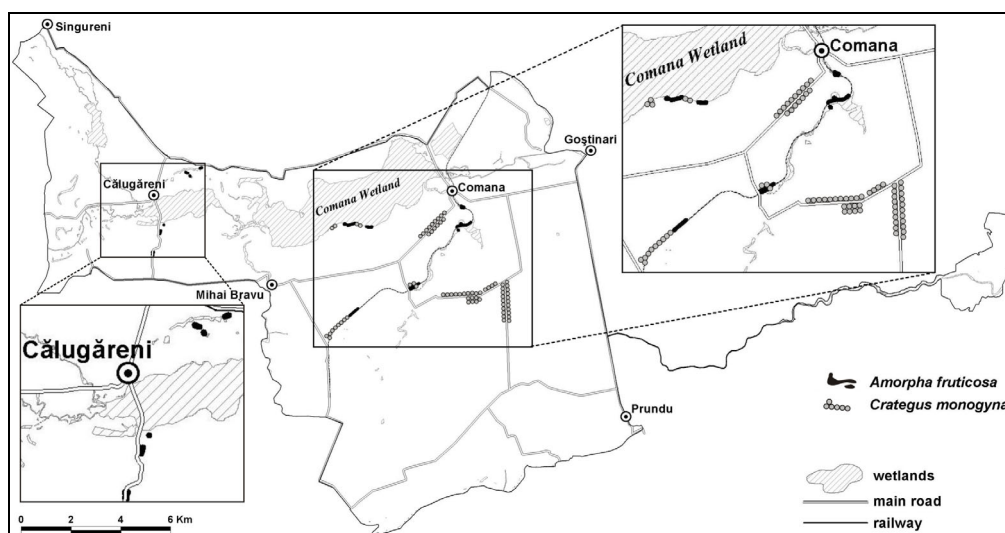 Singureni
Comana
Comana Wetland
Goştinari
Călugăreni
Comana Wetland
Comana
Mihai Bravu
Călugăreni
Amorpha fruticosa
Crategus monogyna
Prundu
wetlands
main road
railway
0 2 4 6 Km